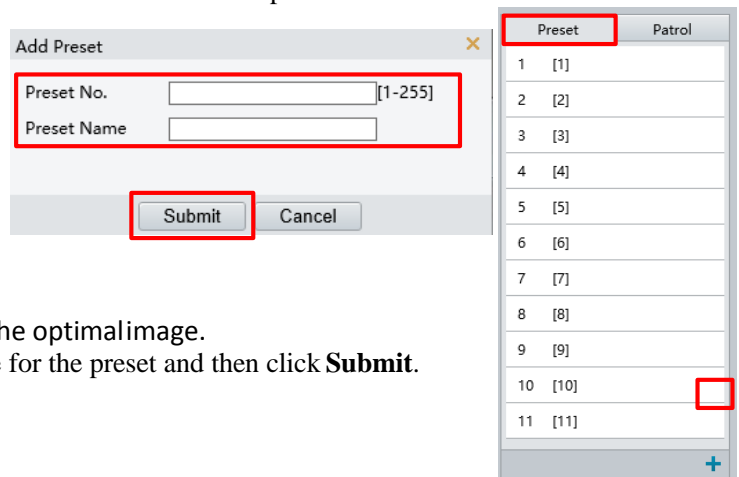 Add Preset ×
Preset No. [1-255]
Preset Name
Submit Cancel
he optimalimage.
for the preset and then click Submit.
Preset Patrol
1 [1]
2 [2]
3 [3]
4 [4]
5 [5]
6 [6]
7 [7]
8 [8]
9 [9]
10 [10]
11 [11]
+